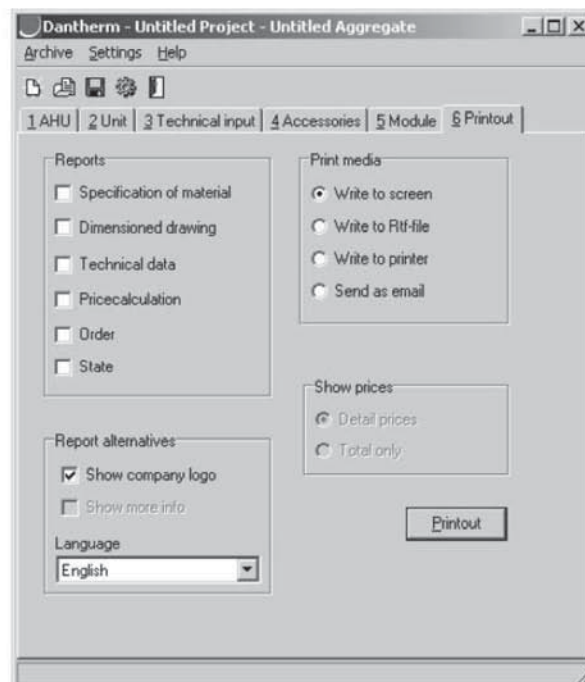 Dantherm - Untitled Project - Untitled Aggregate
Archive Settings Help
1 AHU 2 Unit 3 Technical input 4 Accessories 5 Module 6 Printout
Reports
Specification of material
Dimensioned drawing
Technical data
Pricecalculation
Order
State
Print media
Write to screen
Write to Rtf-file
Write to printer
Send as email
Show prices
Detail prices
Total only
Report alternatives
Show company logo
Show more info
Language
English
Printout